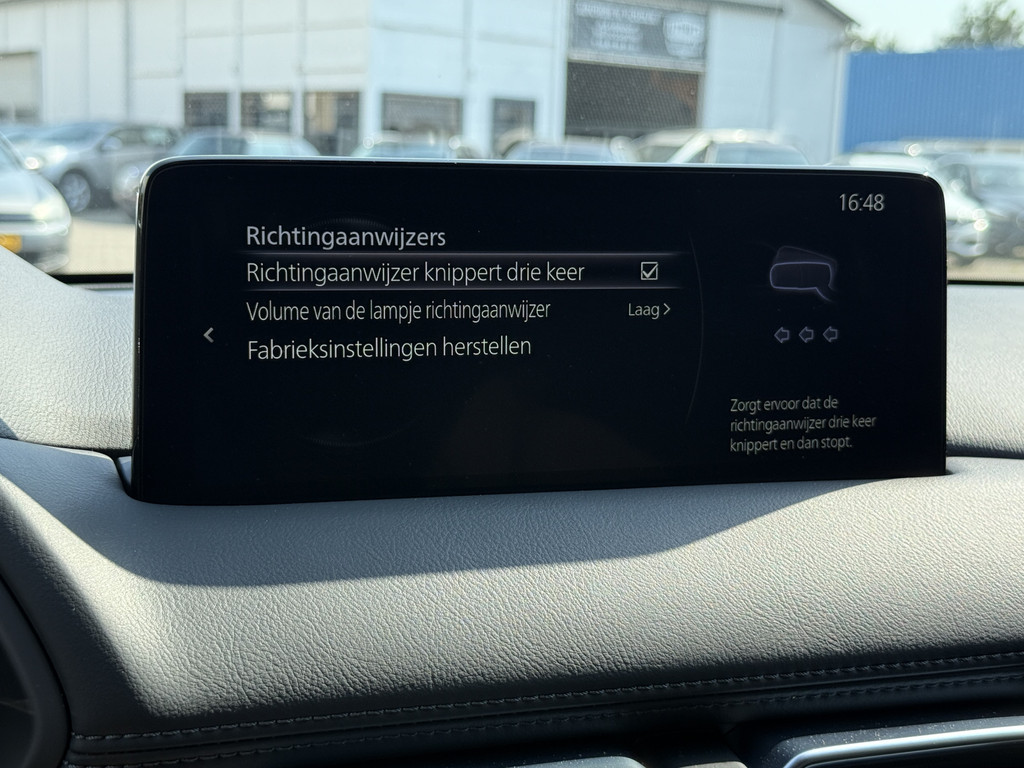 16:48
Richtingaanwijzers
Richtingaanwijzer knippert drie keer
Volume van de lampje richtingaanwijzer Laag
Fabrieksinstellingen herstellen
Zorgt ervoor dat de
richtingaanwijzer drie keer
knippert en dan stopt.